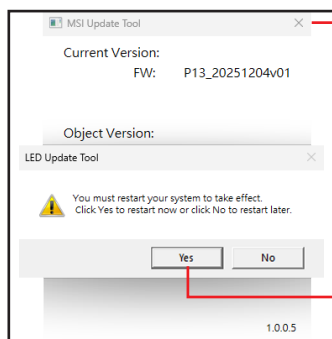 MSI Update Tool
Current Version:
FW: P13_20251204v01
Object Version:
LED Update Tool
You must restart your system to take effect.
Click Yes to restart now or click No to restart later.
Yes No
1.0.0.5